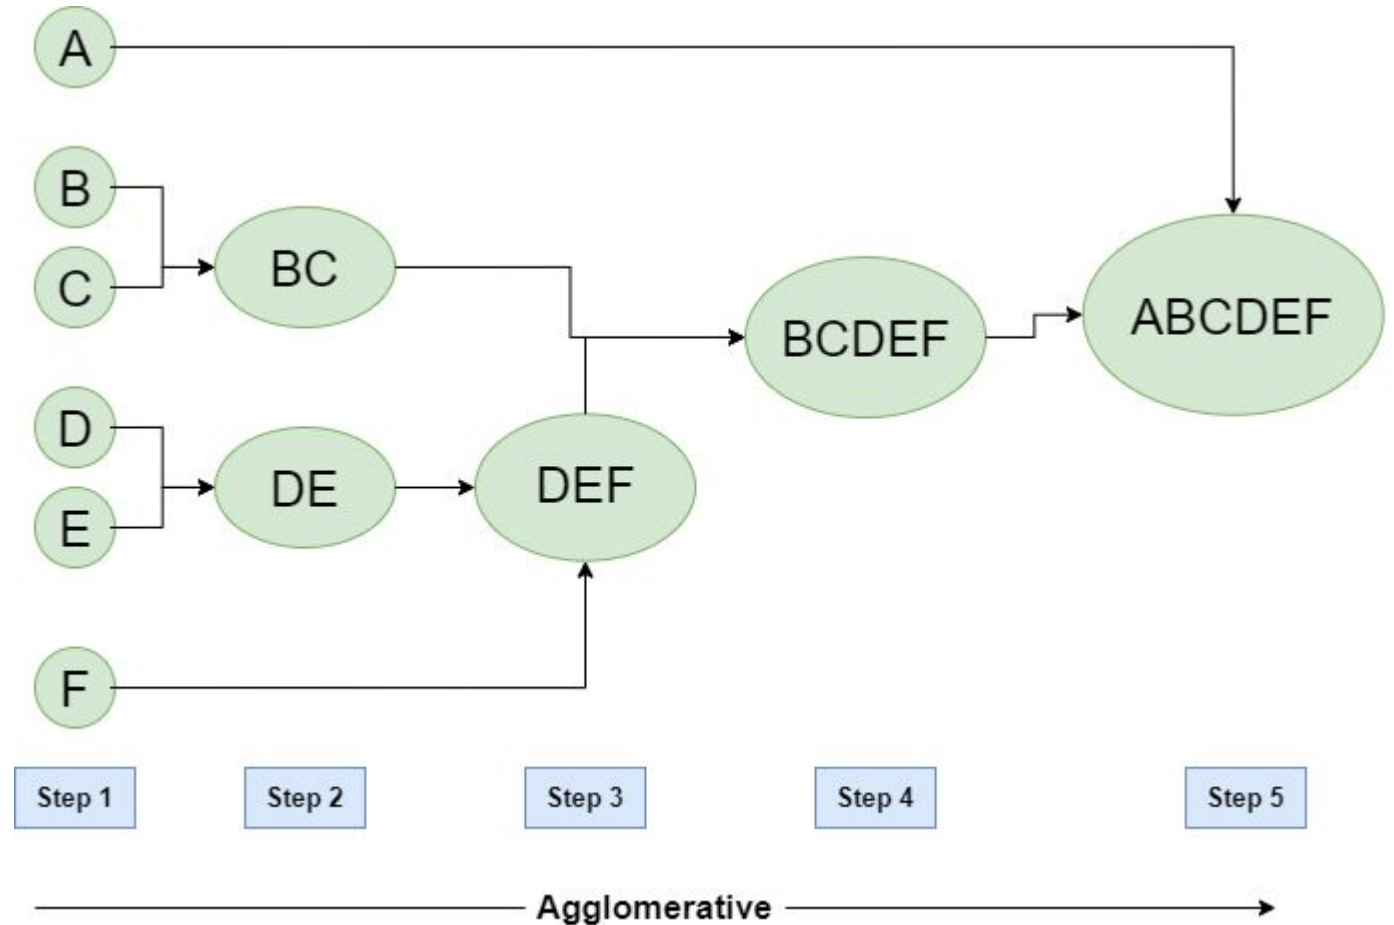 A
B
C
BC
D
E
DE
DEF
F
BCDEF
ABCDEF
Step 1
Step 2
Step 3
Step 4
Step 5
Agglomerative